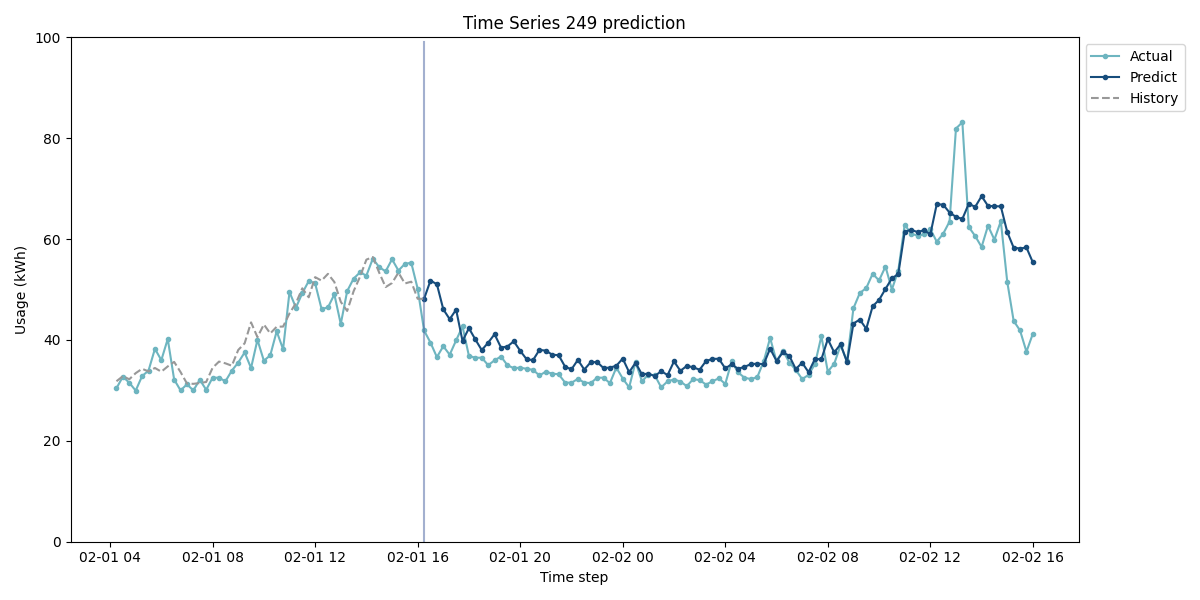 Time Series 249 prediction
Usage (kWh)
100
80
60
40
20
0
02-01 04
02-01 08
02-01 12
02-01 16
02-01 20
02-02 00
02-02 04
02-02 08
02-02 12
02-02 16
Time step
Actual
Predict
History